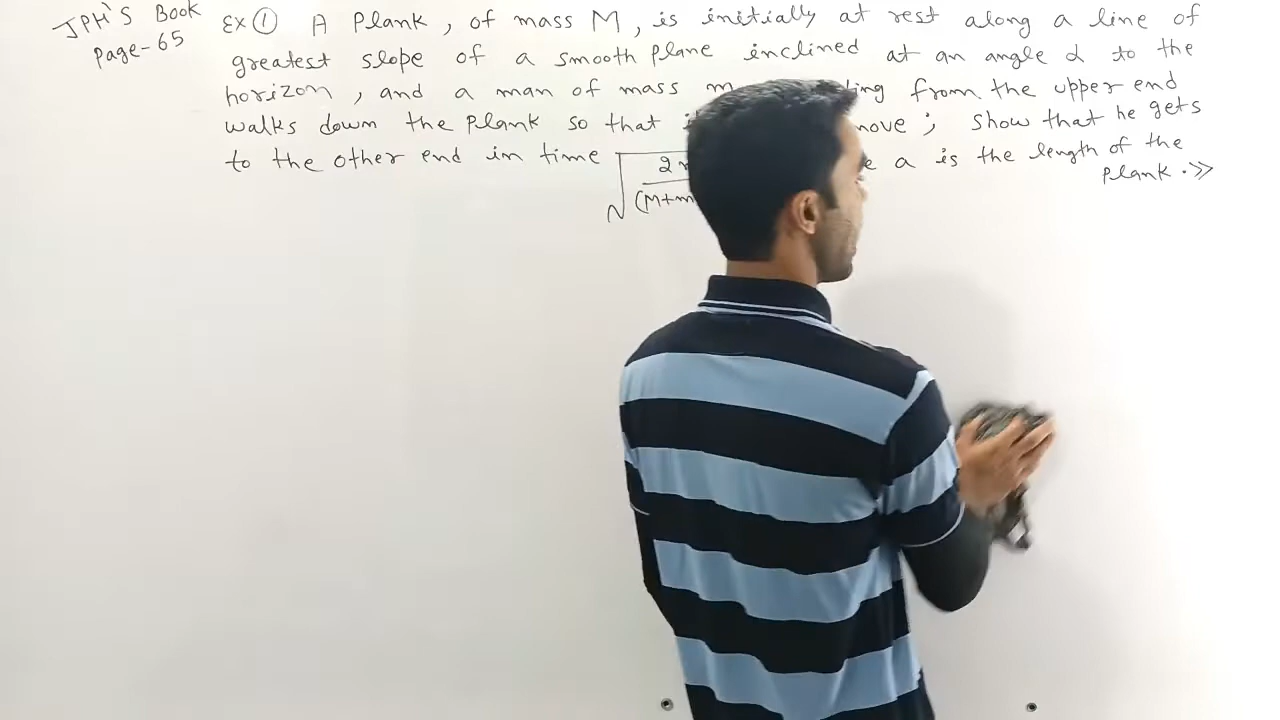 JPH'S Book
Page-65
Ex ① A Plank, of mass M, is initially at rest along a line of
greatest slope of a smooth plane inclined at an angle α to the
horizon, and a man of mass m from the upper end
walks down the plank so that ; show that he gets
to the other end in time √ 2 a is the length of the
(M+m plank.>>